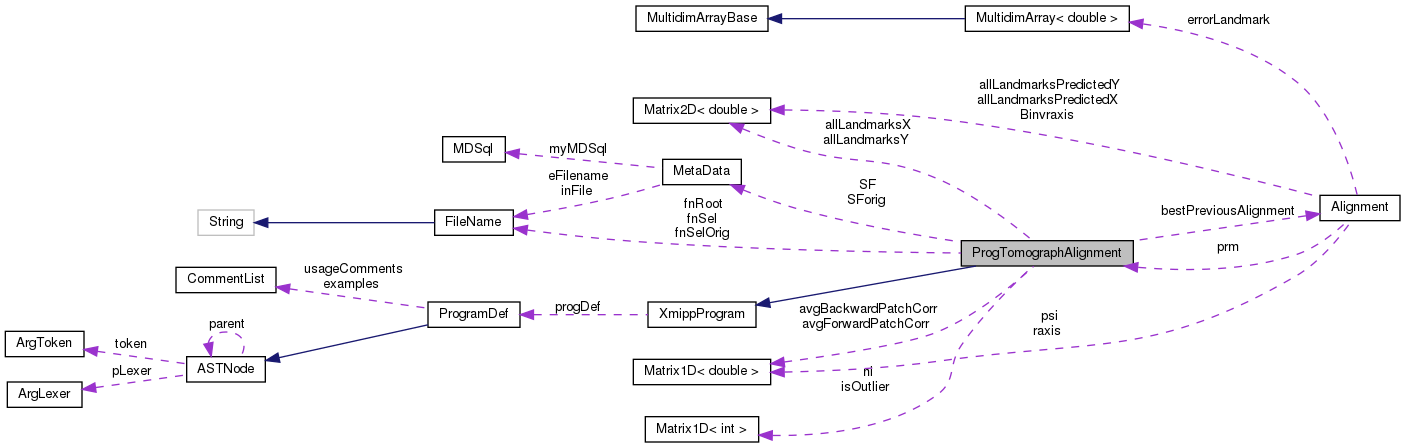 MultidimArrayBase
MultidimArray< double >
errorLandmark
allLandmarksPredictedY
allLandmarksPredictedX
Binvraxis
Matrix2D< double >
allLandmarksX
allLandmarksY
MDSql
myMDSql
MetaData
eFilename
inFile
SF
SForig
Alignment
String
FileName
fnRoot
fnSel
fnSelOrig
bestPreviousAlignment
prm
ProgTomographAlignment
CommentList
usageComments
examples
ProgramDef
progDef
XmippProgram
avgBackwardPatchCorr
avgForwardPatchCorr
psi
raxis
parent
ArgToken
token
ASTNode
pLexer
ArgLexer
Matrix1D< double >
nl
isOutlier
Matrix1D< int >